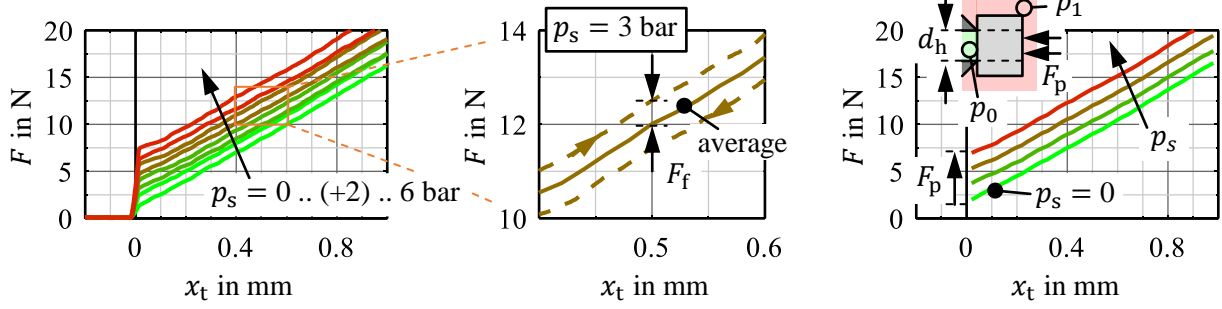 20
15
10
5
0
F in N
0
0.4
0.8
x_t in mm
p_s = 0 .. (+2) .. 6 bar
14
12
10
F in N
0.5
0.6
x_t in mm
p_s = 3 bar
F_f
average
20
15
10
5
0
F in N
0
0.4
0.8
x_t in mm
d_h
p_1
F_p
p_0
p_s
F_p
p_s = 0